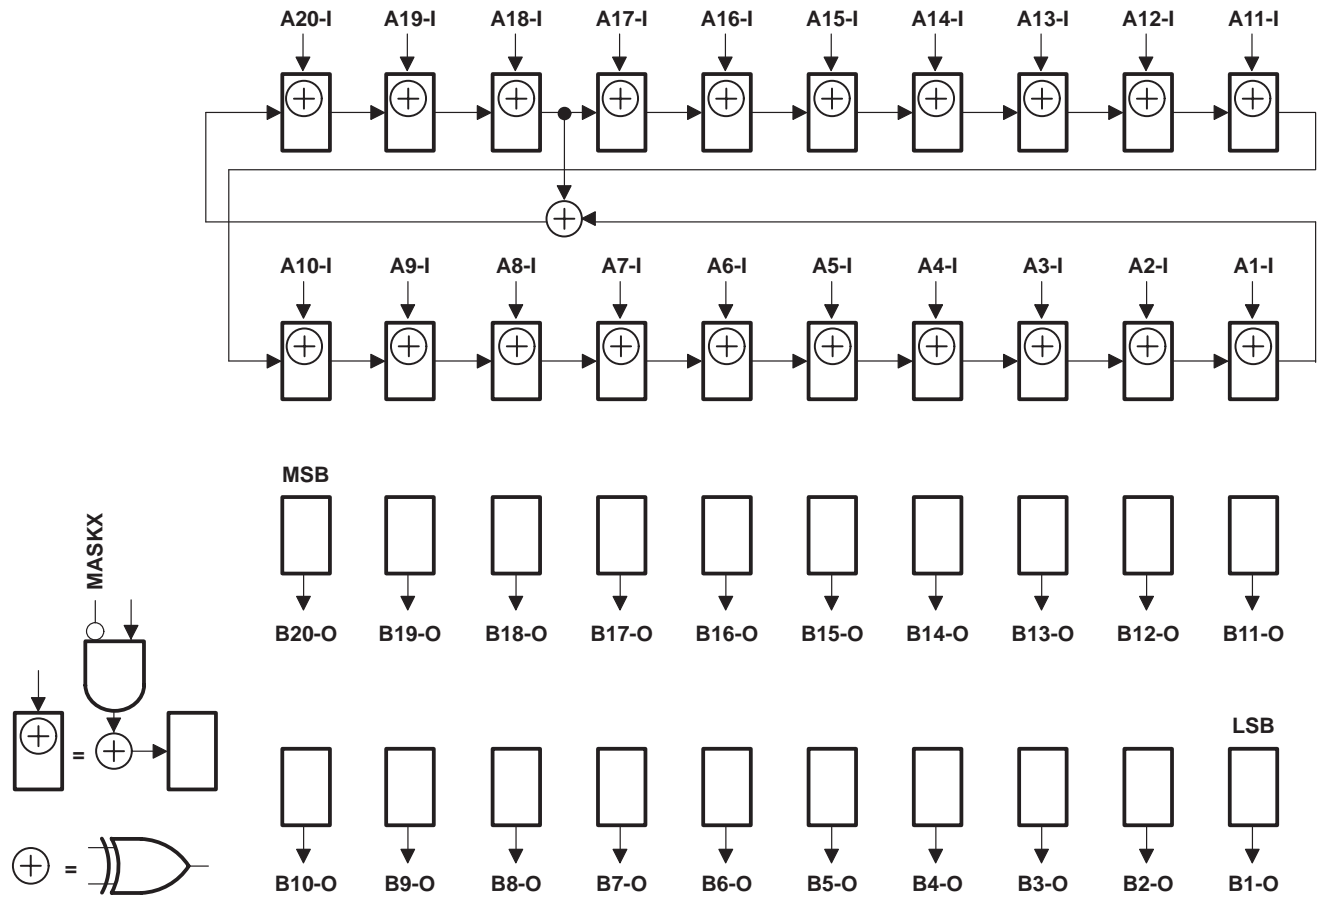 A20-I A19-I A18-I A17-I A16-I A15-I A14-I A13-I A12-I A11-I
A10-I A9-I A8-I A7-I A6-I A5-I A4-I A3-I A2-I A1-I
MSB
MASKX
B20-O B19-O B18-O B17-O B16-O B15-O B14-O B13-O B12-O B11-O
LSB
=
B10-O B9-O B8-O B7-O B6-O B5-O B4-O B3-O B2-O B1-O
=